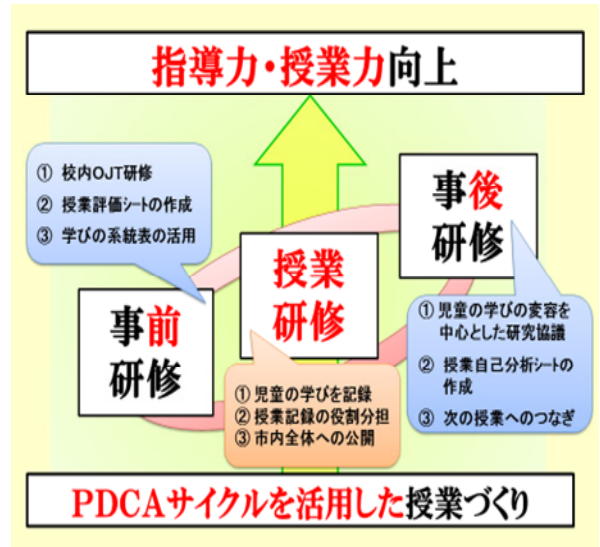 指導力・授業力向上
① 校内OJT研修
② 授業評価シートの作成
③ 学びの系統表の活用
事前
研修
授業
研修
① 児童の学びを記録
② 授業記録の役割分担
③ 市内全体への公開
事後
研修
① 児童の学びの変容を
中心とした研究協議
② 授業自己分析シートの
作成
③ 次の授業へのつなぎ
PDCAサイクルを活用した授業づくり